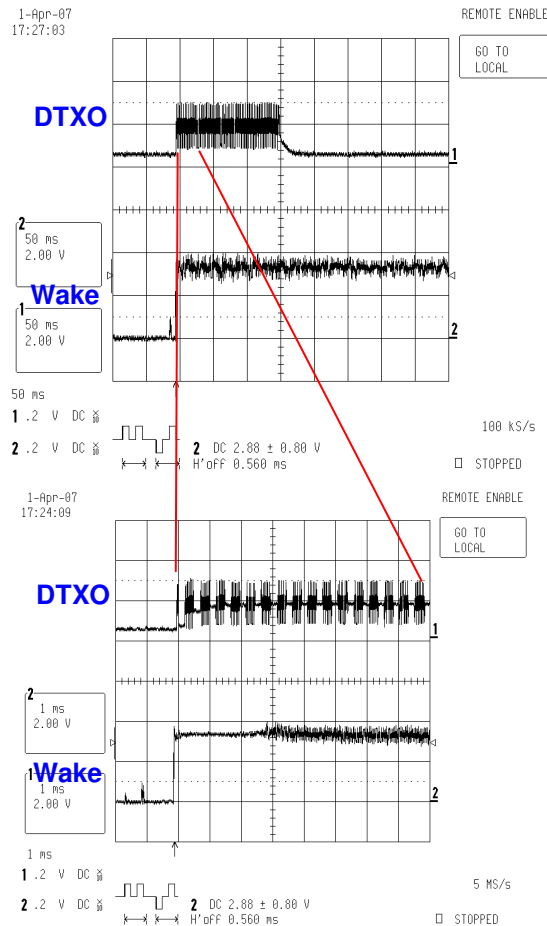 1-Apr-07
17:27:03
REMOTE ENABLE
GO TO
LOCAL
DTXO
1
2
50 ms
2.00 V
Wake
1
50 ms
2.00 V
2
50 ms
1 .2 V DC
2 .2 V DC
2 DC 2.88 ± 0.80 V
H'off 0.560 ms
100 kS/s
□ STOPPED
1-Apr-07
17:24:09
REMOTE ENABLE
GO TO
LOCAL
DTXO
1
2
1 ms
2.00 V
Wake
1
1 ms
2.00 V
2
1 ms
1 .2 V DC
2 .2 V DC
2 DC 2.88 ± 0.80 V
H'off 0.560 ms
5 MS/s
□ STOPPED